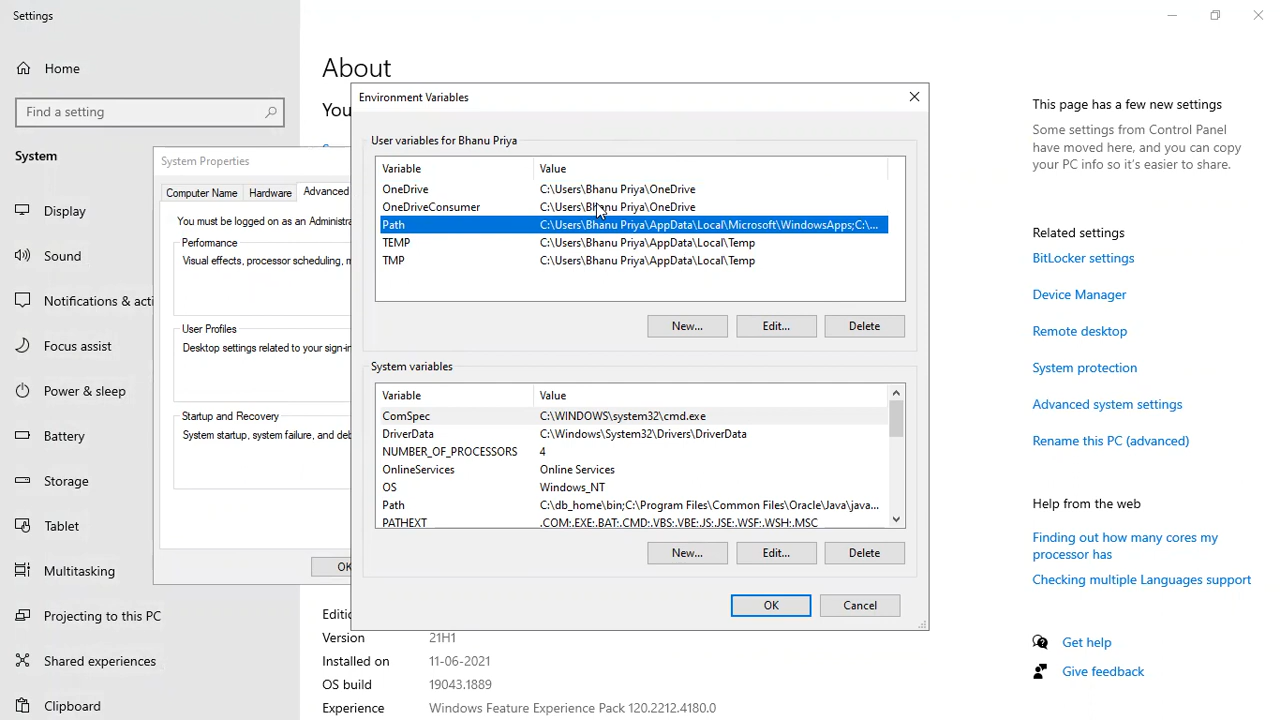 Settings
Home
Find a setting
System
Display
Sound
Notifications & acti
Focus assist
Power & sleep
Battery
Storage
Tablet
Multitasking
Projecting to this PC
Shared experiences
Clipboard
About
You
System Properties
Computer Name
Hardware
Advanced
You must be logged on as an Administra
Performance
Visual effects, processor scheduling, m
User Profiles
Desktop settings related to your sign-in
Startup and Recovery
System startup, system failure, and deb
OK
Environment Variables
User variables for Bhanu Priya
Variable Value
OneDrive C:\Users\Bhanu Priya\OneDrive
OneDriveConsumer C:\Users\Bhanu Priya\OneDrive
Path C:\Users\Bhanu Priya\AppData\Local\Microsoft\WindowsApps;C:\...
TEMP C:\Users\Bhanu Priya\AppData\Local\Temp
TMP C:\Users\Bhanu Priya\AppData\Local\Temp
New... Edit... Delete
System variables
Variable Value
ComSpec C:\WINDOWS\system32\cmd.exe
DriverData C:\Windows\System32\Drivers\DriverData
NUMBER_OF_PROCESSORS 4
OnlineServices Online Services
OS Windows_NT
Path C:\db_home\bin;C:\Program Files\Common Files\Oracle\Java\java...
PATHEXT .COM;.EXE;.BAT;.CMD;.VBS;.VBE;.JS;.JSE;.WSF;.WSH;.MSC
New... Edit... Delete
OK Cancel
Editio
Version 21H1
Installed on 11-06-2021
OS build 19043.1889
Experience Windows Feature Experience Pack 120.2212.4180.0
This page has a few new settings
Some settings from Control Panel
have moved here, and you can copy
your PC info so it's easier to share.
Related settings
BitLocker settings
Device Manager
Remote desktop
System protection
Advanced system settings
Rename this PC (advanced)
Help from the web
Finding out how many cores my
processor has
Checking multiple Languages support
Get help
Give feedback